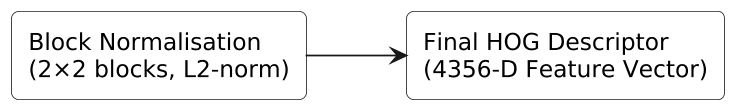 Block Normalisation
(2×2 blocks, L2-norm)
Final HOG Descriptor
(4356-D Feature Vector)